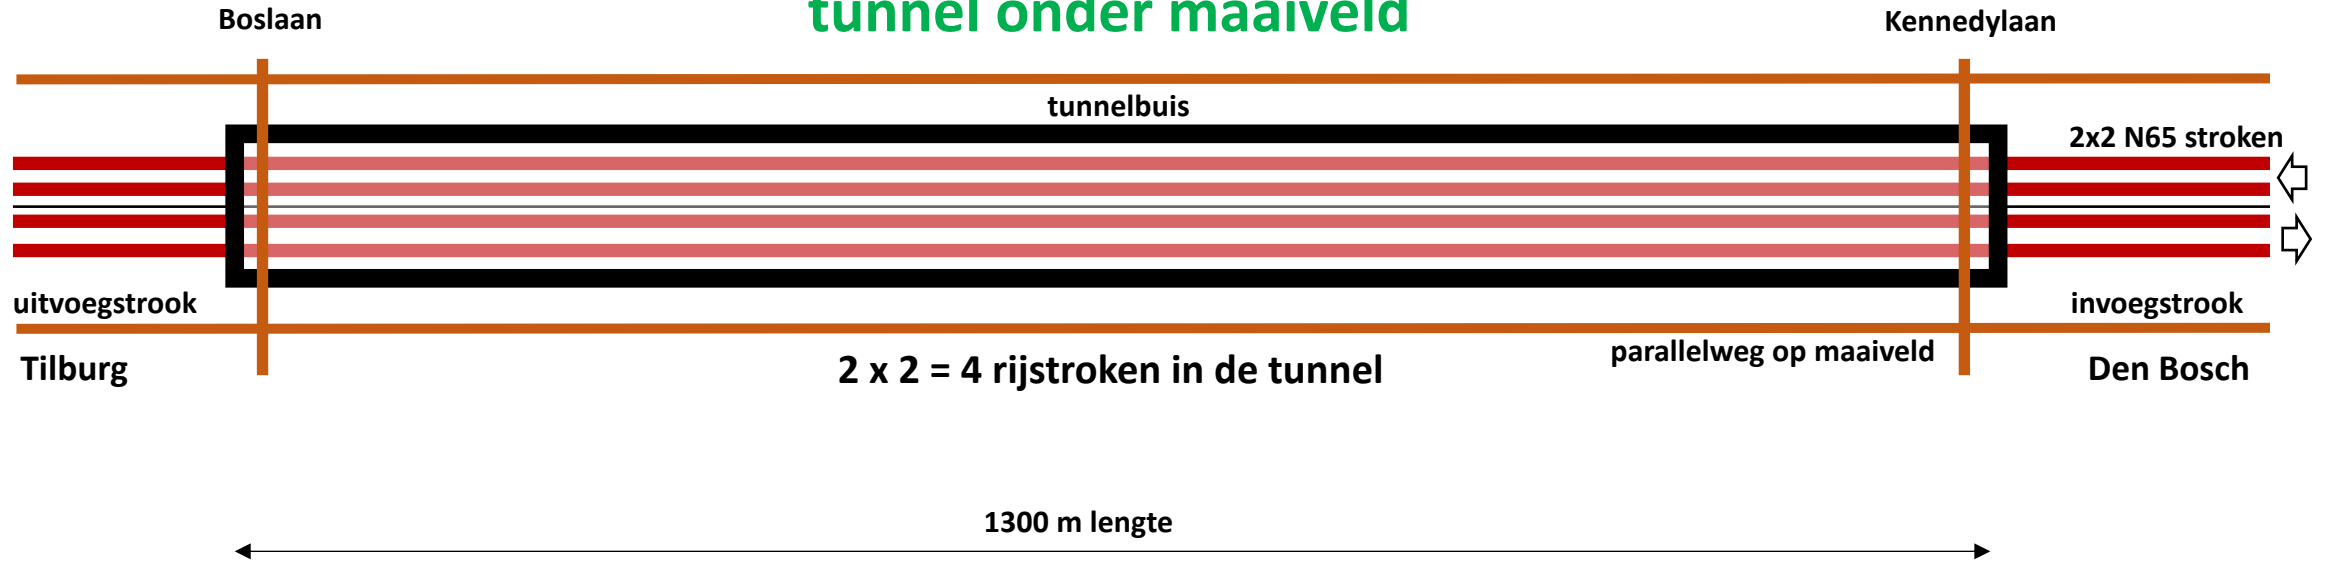 tunnel onder maaiveld
Boslaan
Kennedylaan
tunnelbuis
2x2 N65 stroken
uitvoegstrook
invoegstrook
Tilburg
2 x 2 = 4 rijstroken in de tunnel
parallelweg op maaiveld
Den Bosch
1300 m lengte